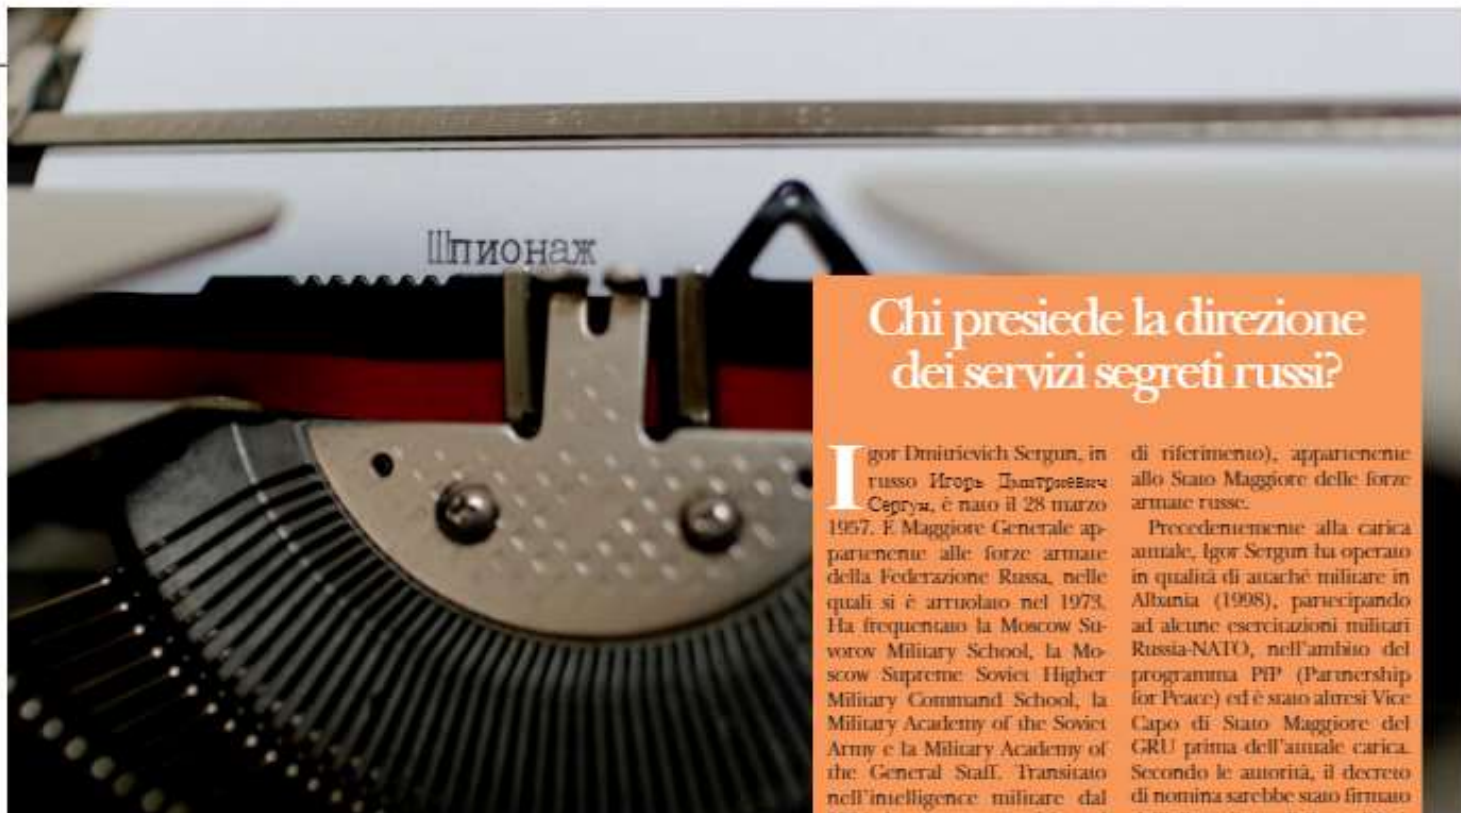 Шпионаж
Chi presiede la direzione
dei servizi segreti russi?
Igor Dmitrievich Sergun, in
russo Игорь Дмитриевич
Сергун, è nato il 28 marzo
1957. È Maggiore Generale ap-
partenente alle forze armate
della Federazione Russa, nelle
quali si è arruolato nel 1973.
Ha frequentato la Moscow Su-
vorov Military School, la Mo-
scow Supreme Soviet Higher
Military Command School, la
Military Academy of the Soviet
Army e la Military Academy of
the General Staff. Transitato
nell'intelligence militare dal
di riferimento), appartenente
allo Stato Maggiore delle forze
armate russe.
Precedentemente alla carica
attuale, Igor Sergun ha operato
in qualità di attaché militare in
Albania (1998), partecipando
ad alcune esercitazioni militari
Russia-NATO, nell'ambito del
programma PfP (Partnership
for Peace) ed è stato altresì Vice
Capo di Stato Maggiore del
GRU prima dell'attuale carica.
Secondo le autorità, il decreto
di nomina sarebbe stato firmato